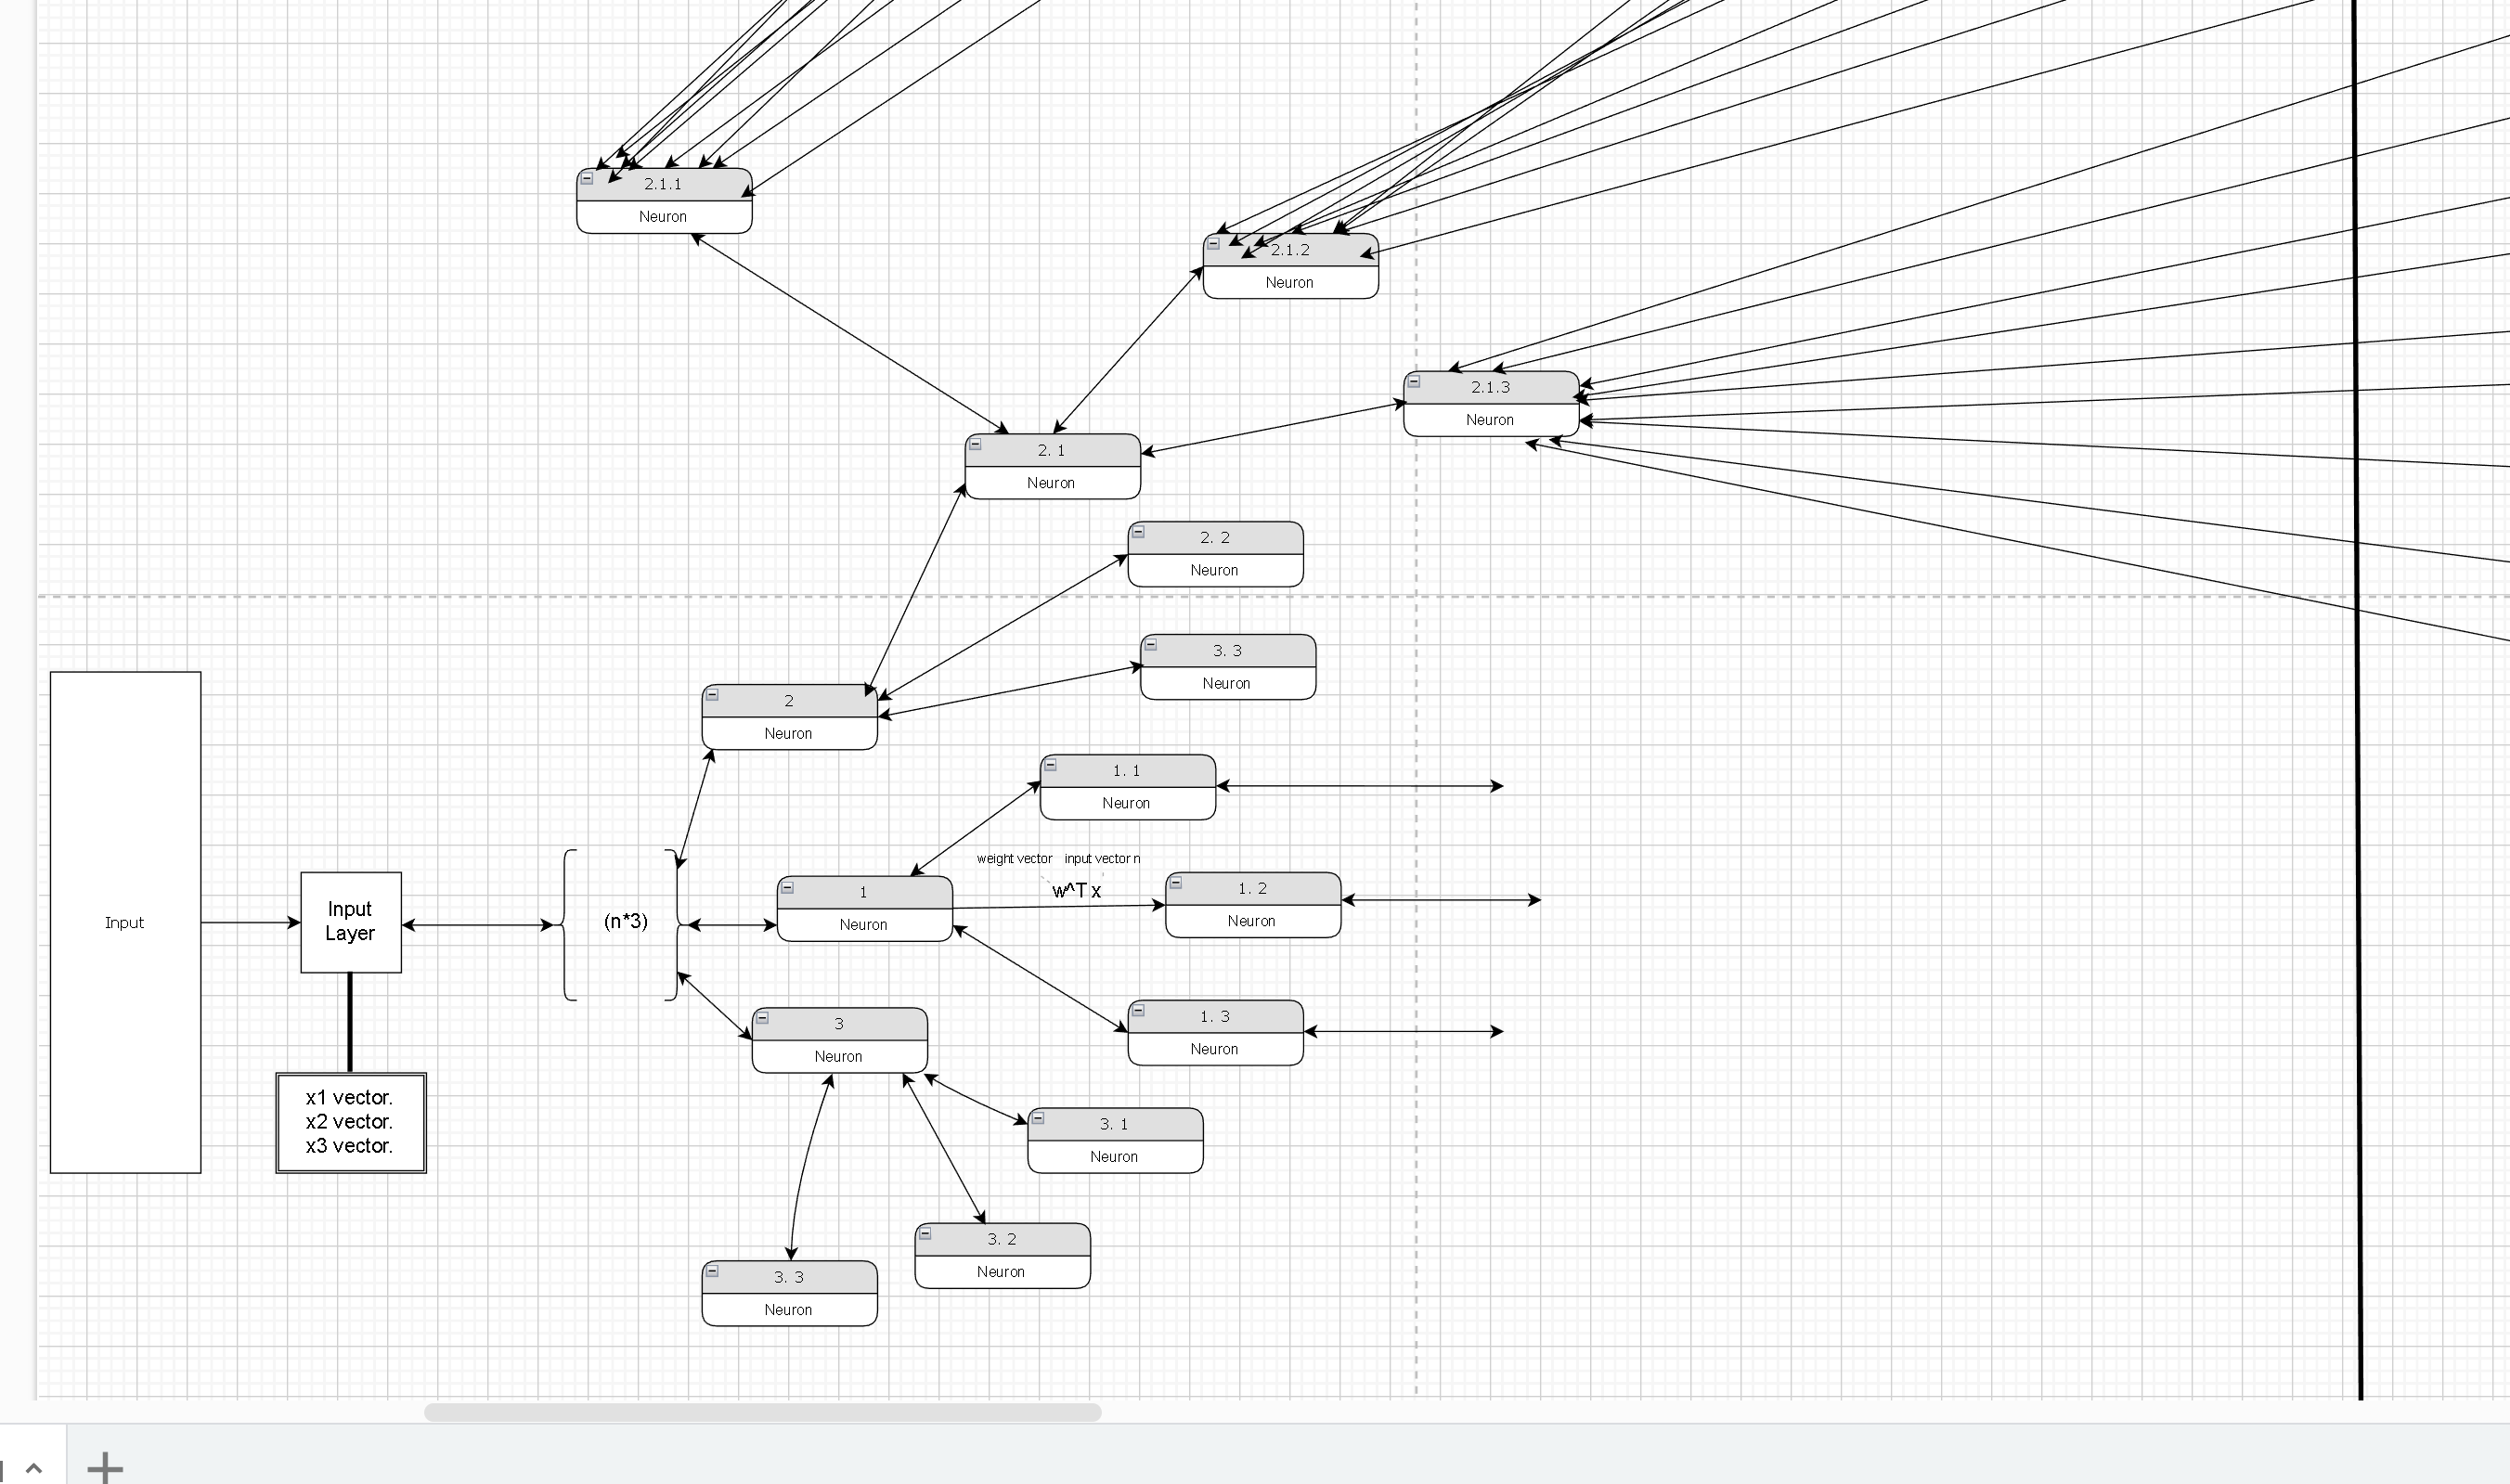 2.1.1
Neuron
2.1.2
Neuron
2.1.3
Neuron
2. 1
Neuron
2. 2
Neuron
3. 3
Neuron
2
Neuron
1. 1
Neuron
weight vector input vector n
w^T x
1
Neuron
1. 2
Neuron
Input
Input
Layer
(n*3)
1. 3
Neuron
3
Neuron
x1 vector.
x2 vector.
x3 vector.
3. 1
Neuron
3. 2
Neuron
3. 3
Neuron